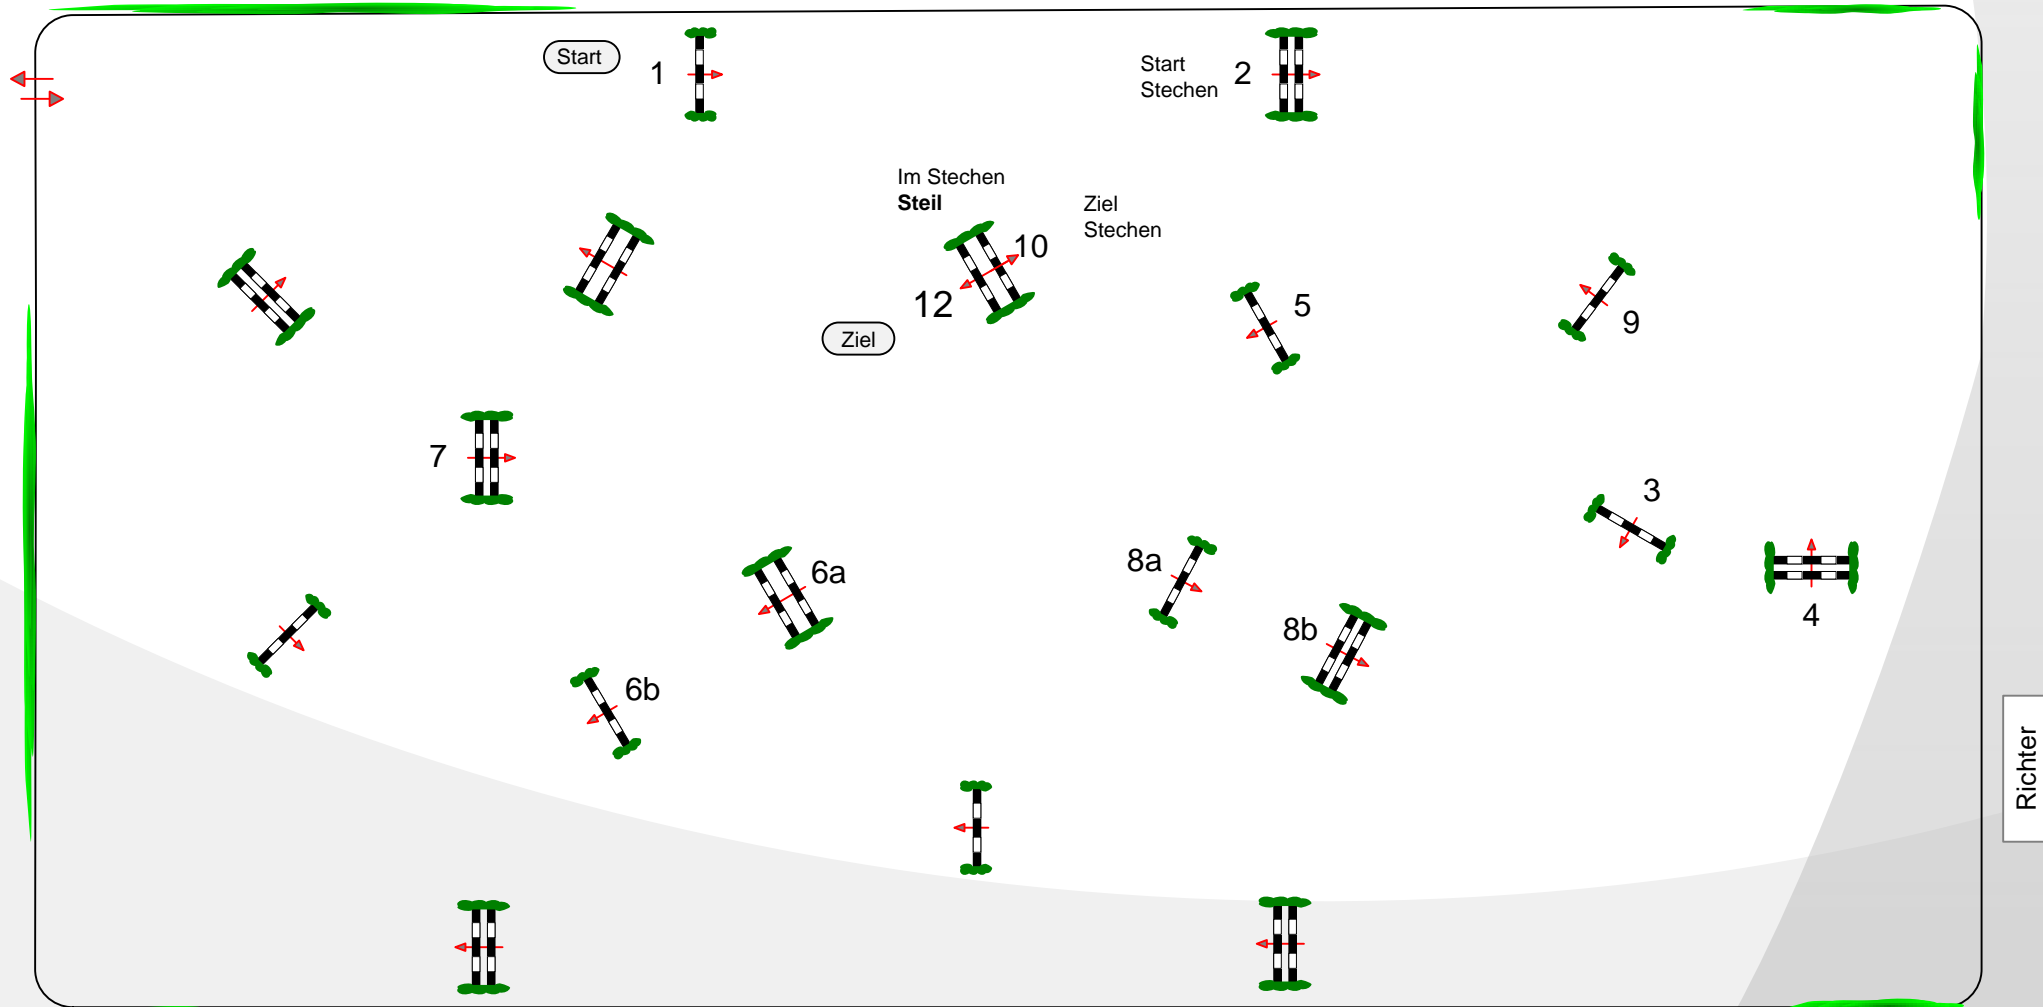 Start
1
Start
Stechen
2
Im Stechen
Steil
Ziel
Stechen
10
12
5
9
Ziel
7
3
8a
6a
4
8b
6b
Richter